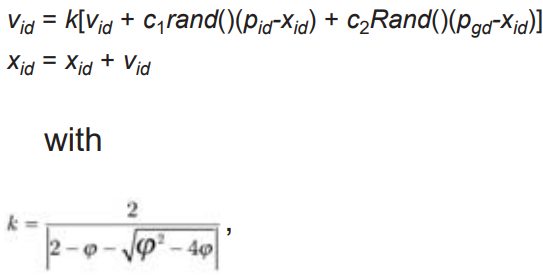 vid = k[vid + c1rand()(pid-xid) + c2Rand()(pgd-xid)]
xid = xid + vid
with
k = 2 / |2 − φ − √φ² − 4φ| ,